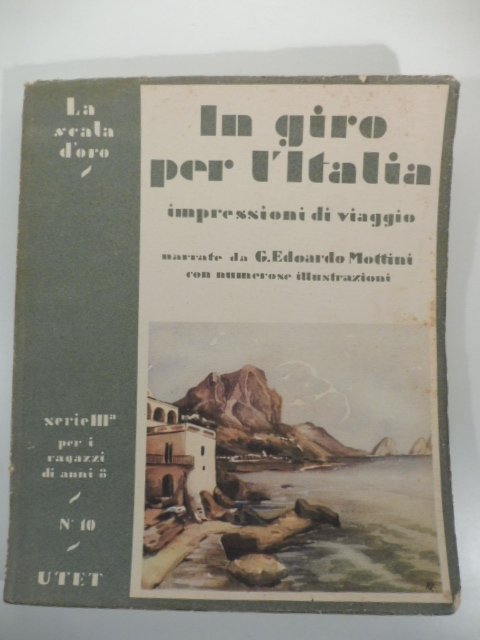 La
scala
d'oro
In giro
per l'Italia
impressioni di viaggio
narrate da G. Edoardo Mottini
con numerose illustrazioni
serie IIIª
per i
ragazzi
di anni 8
N° 10
UTET